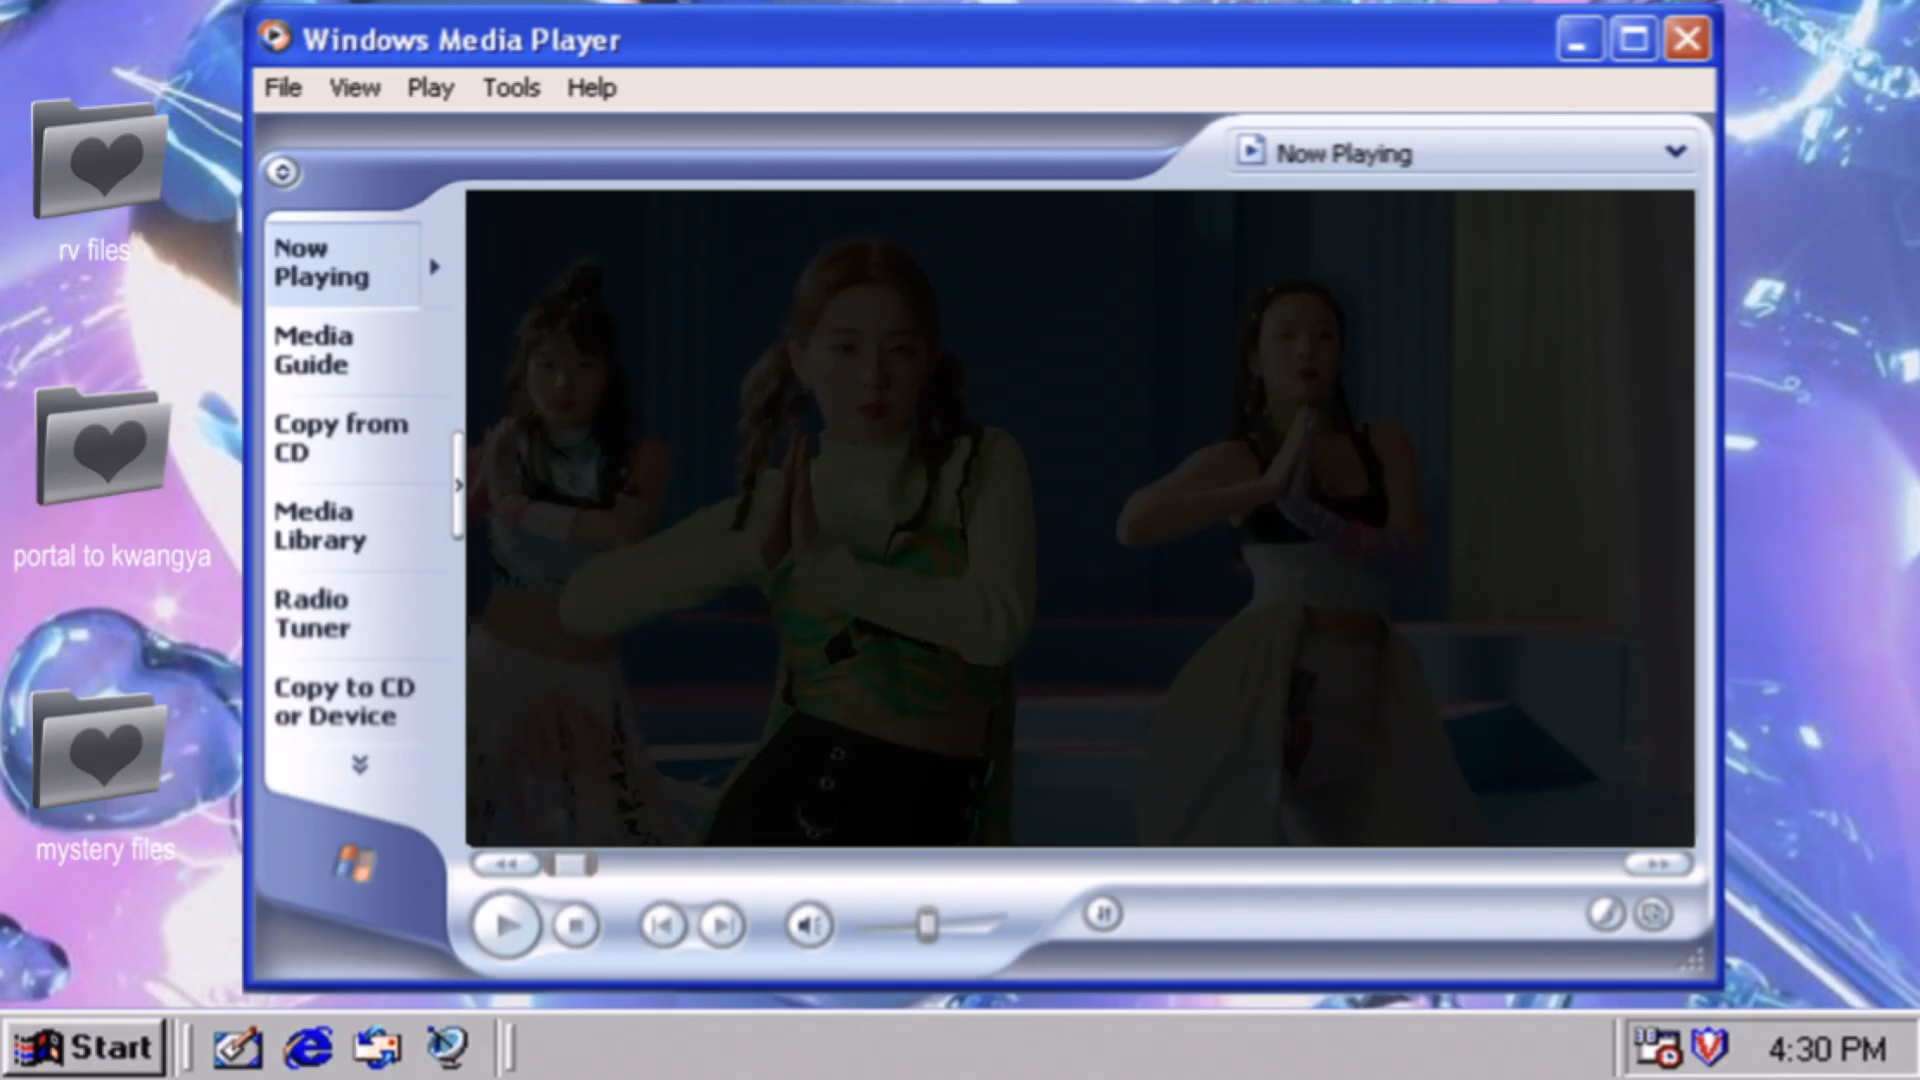 Windows Media Player
File View Play Tools Help
Now Playing
Now
Playing
Media
Guide
Copy from
CD
Media
Library
Radio
Tuner
Copy to CD
or Device
rv files
portal to kwangya
mystery files
Start
4:30 PM